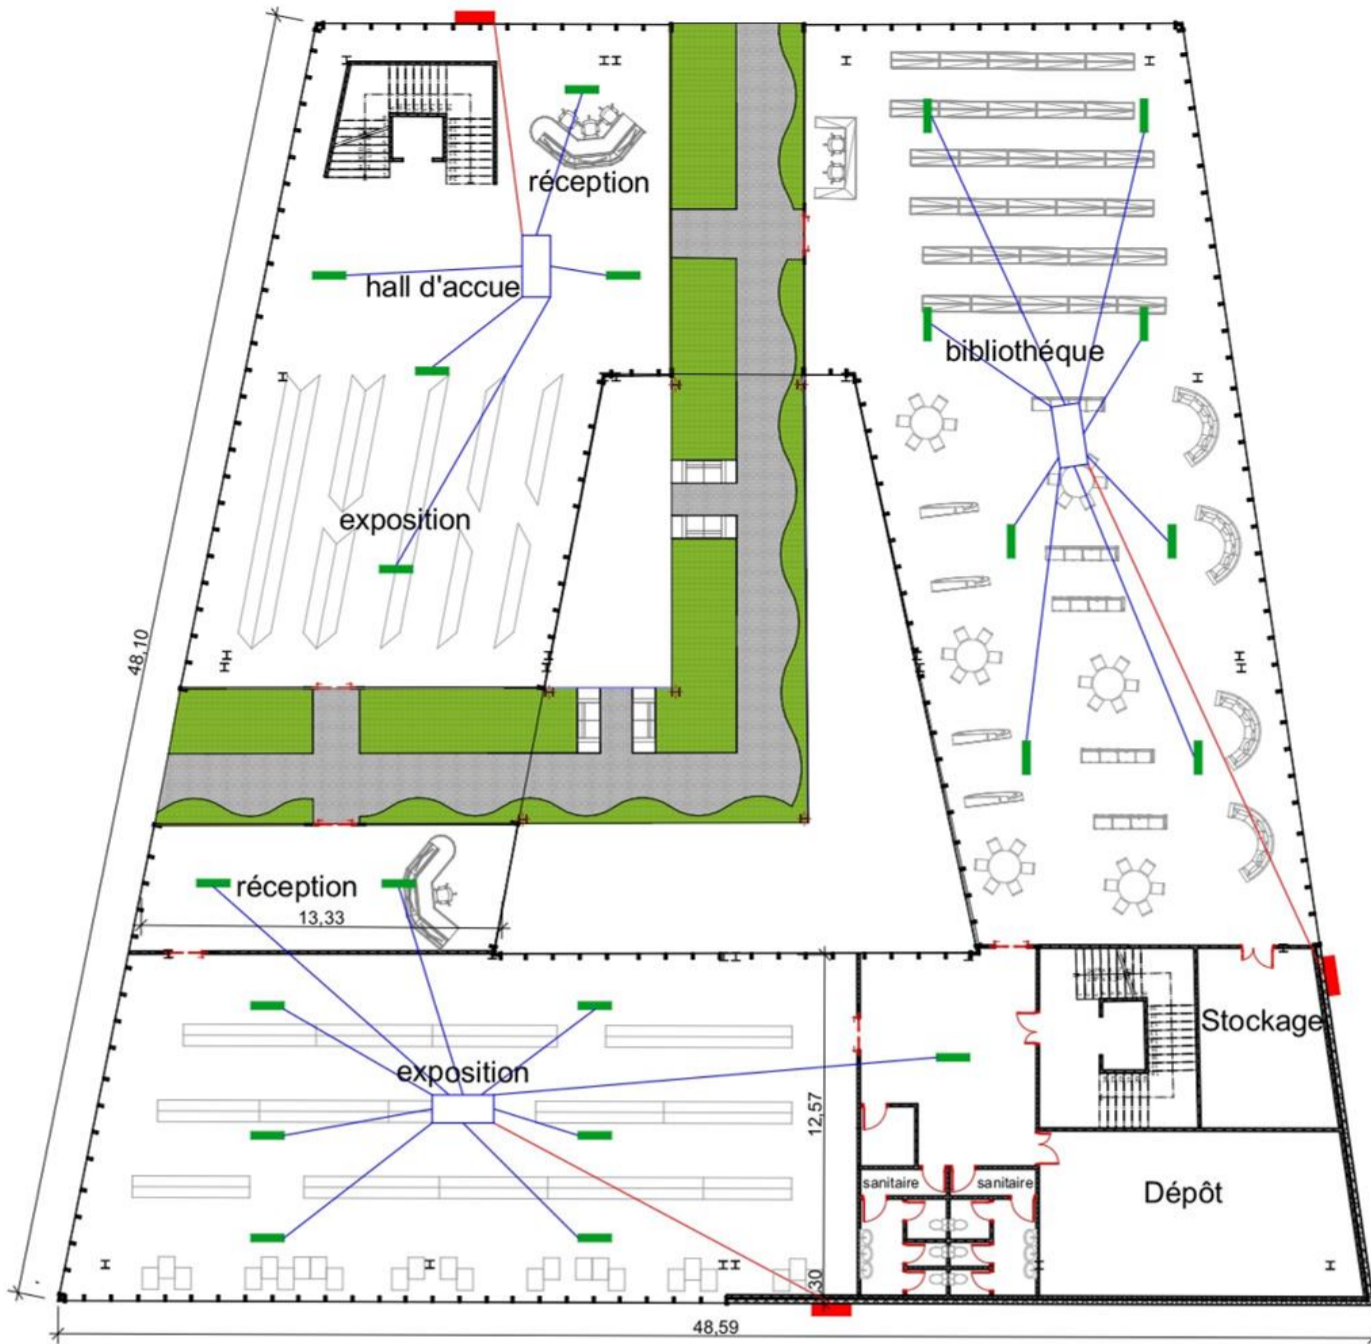 réception
hall d'accue
bibliothéque
exposition
48,10
réception
13,33
Stockage
exposition
12,57
sanitaire
sanitaire
Dépôt
,30
48,59